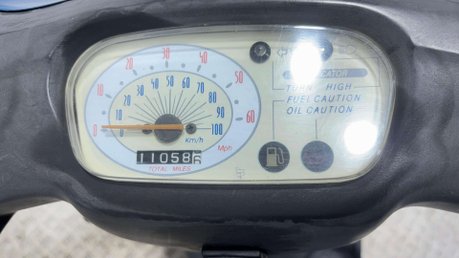 0 10 20 30 40 50 60
0 10 20 30 40 50 60 70 80 90 100
km/h
Mph
11058
TOTAL MILES
TURN HIGH
FUEL CAUTION
OIL CAUTION